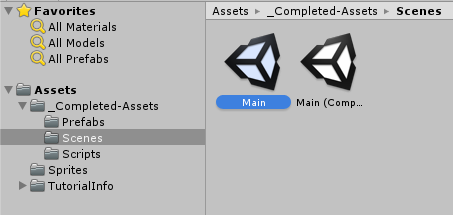 Favorites
All Materials
All Models
All Prefabs
Assets
_Completed-Assets
Prefabs
Scenes
Scripts
Sprites
TutorialInfo
Assets ▸ _Completed-Assets ▸ Scenes
Main
Main (Comp...